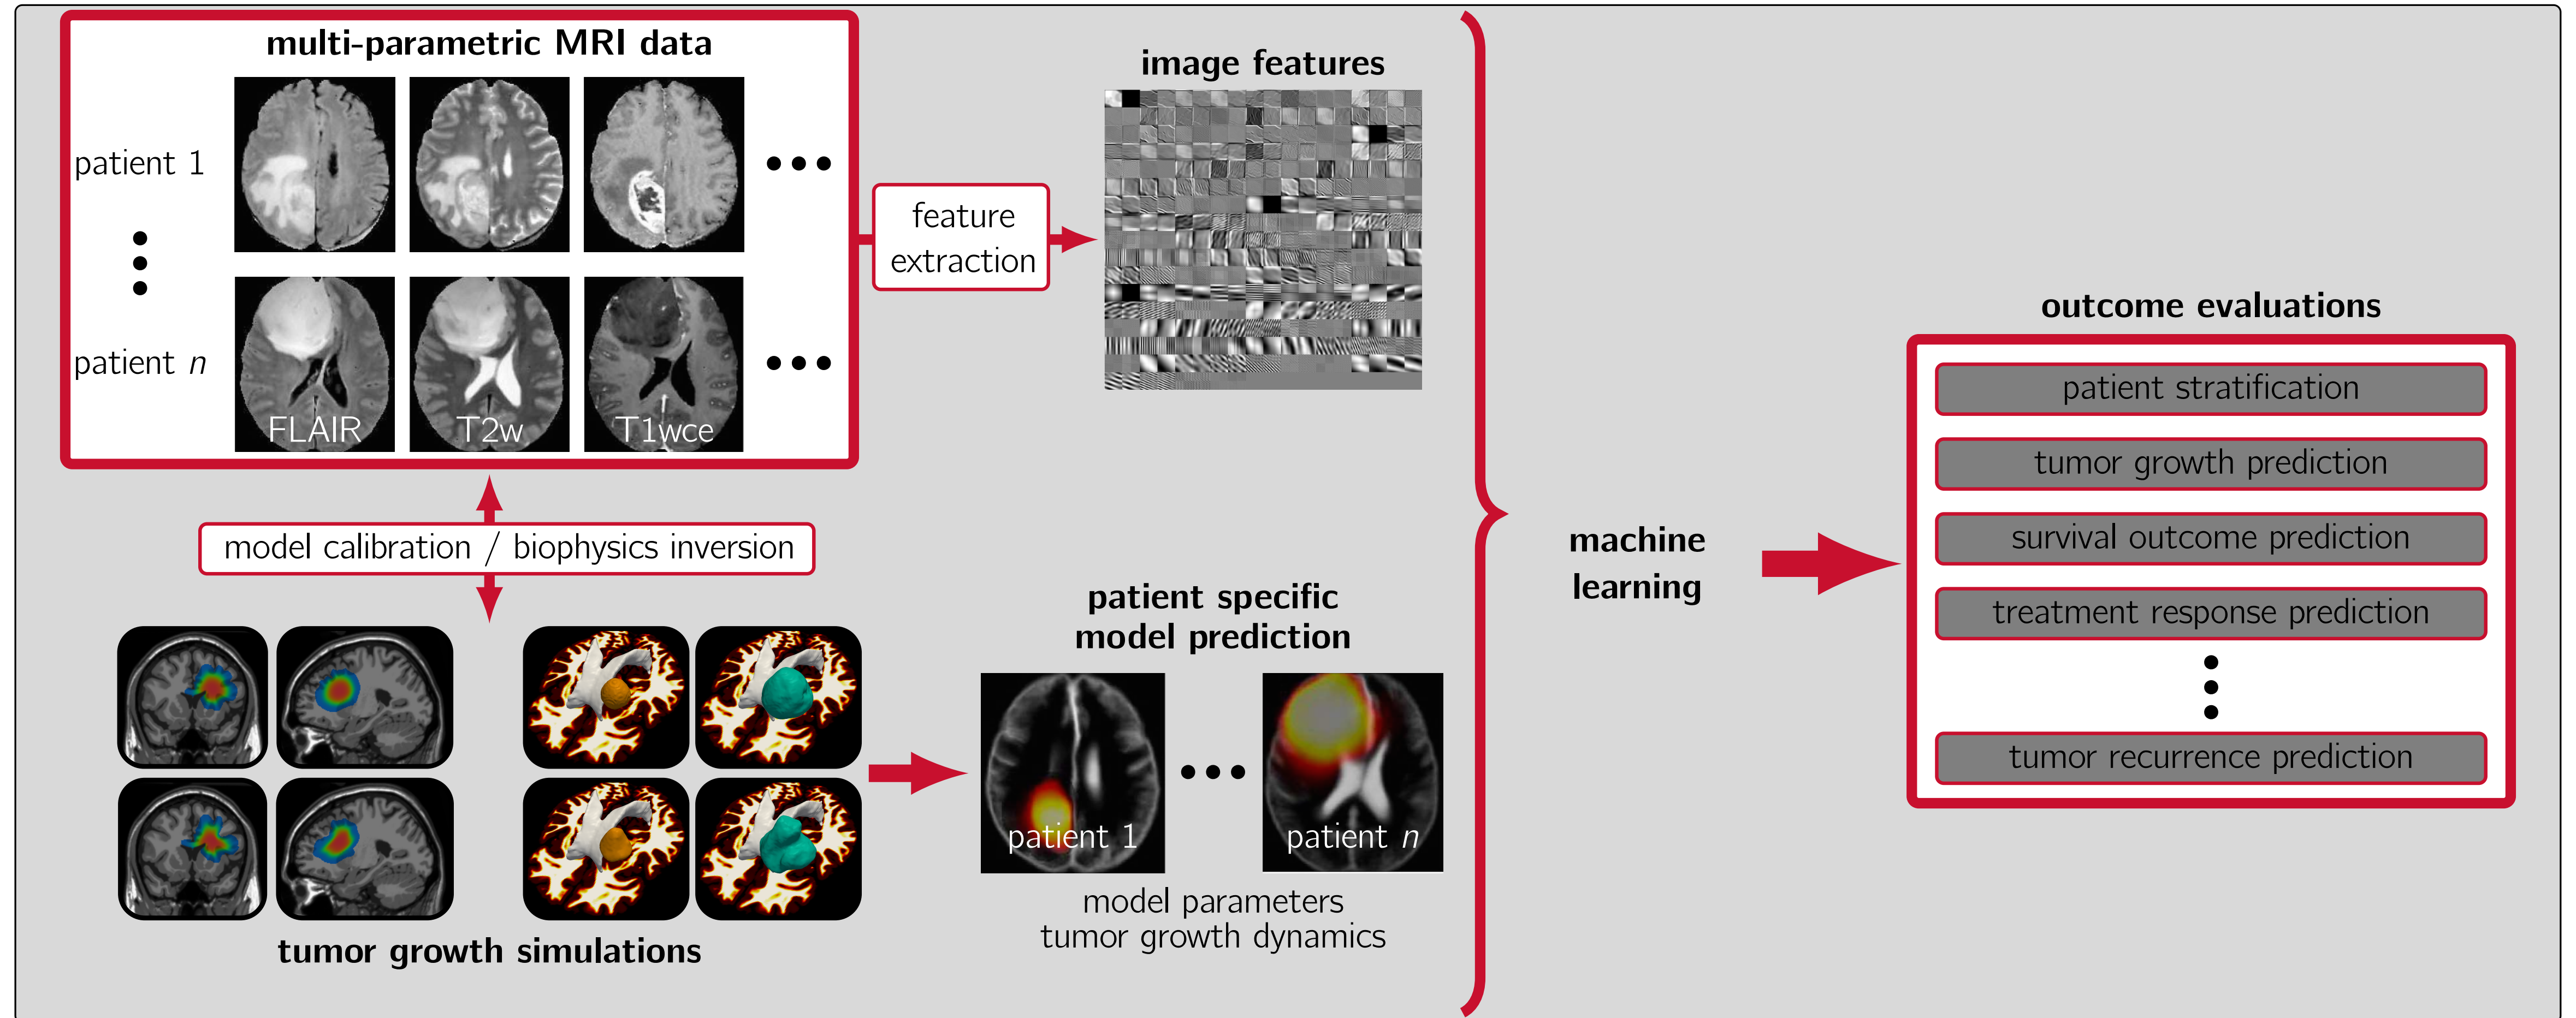 multi-parametric MRI data
patient 1
patient n
FLAIR
T2w
T1wce
feature
extraction
image features
model calibration / biophysics inversion
tumor growth simulations
patient specific
model prediction
patient 1
patient n
model parameters
tumor growth dynamics
machine
learning
outcome evaluations
patient stratification
tumor growth prediction
survival outcome prediction
treatment response prediction
tumor recurrence prediction